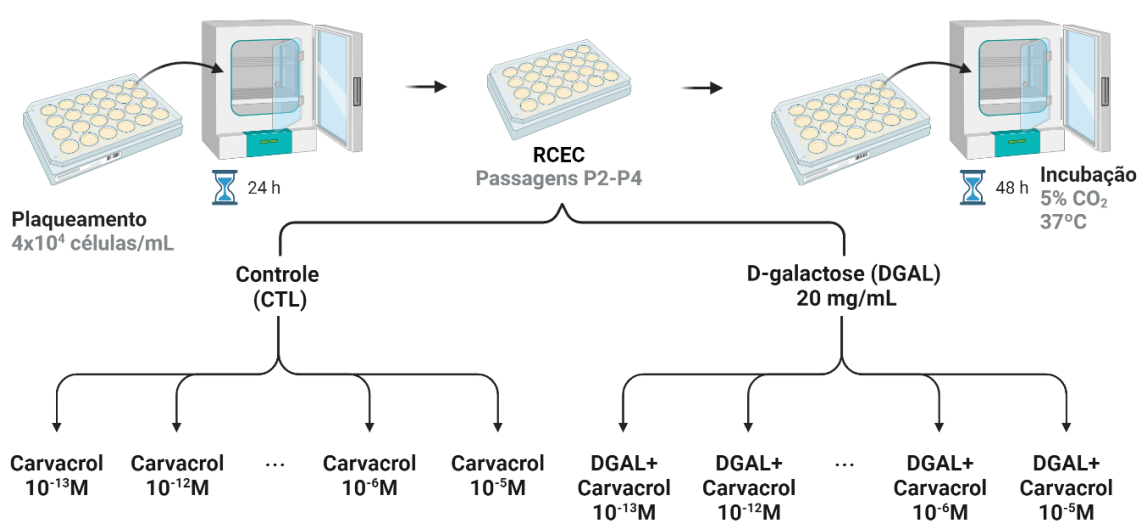 24 h
Plaqueamento
4x10⁴ células/mL
RCEC
Passagens P2-P4
48 h
Incubação
5% CO₂
37ºC
Controle
(CTL)
D-galactose (DGAL)
20 mg/mL
Carvacrol
10⁻¹³M
Carvacrol
10⁻¹²M
...
Carvacrol
10⁻⁶M
Carvacrol
10⁻⁵M
DGAL+
Carvacrol
10⁻¹³M
DGAL+
Carvacrol
10⁻¹²M
...
DGAL+
Carvacrol
10⁻⁶M
DGAL+
Carvacrol
10⁻⁵M